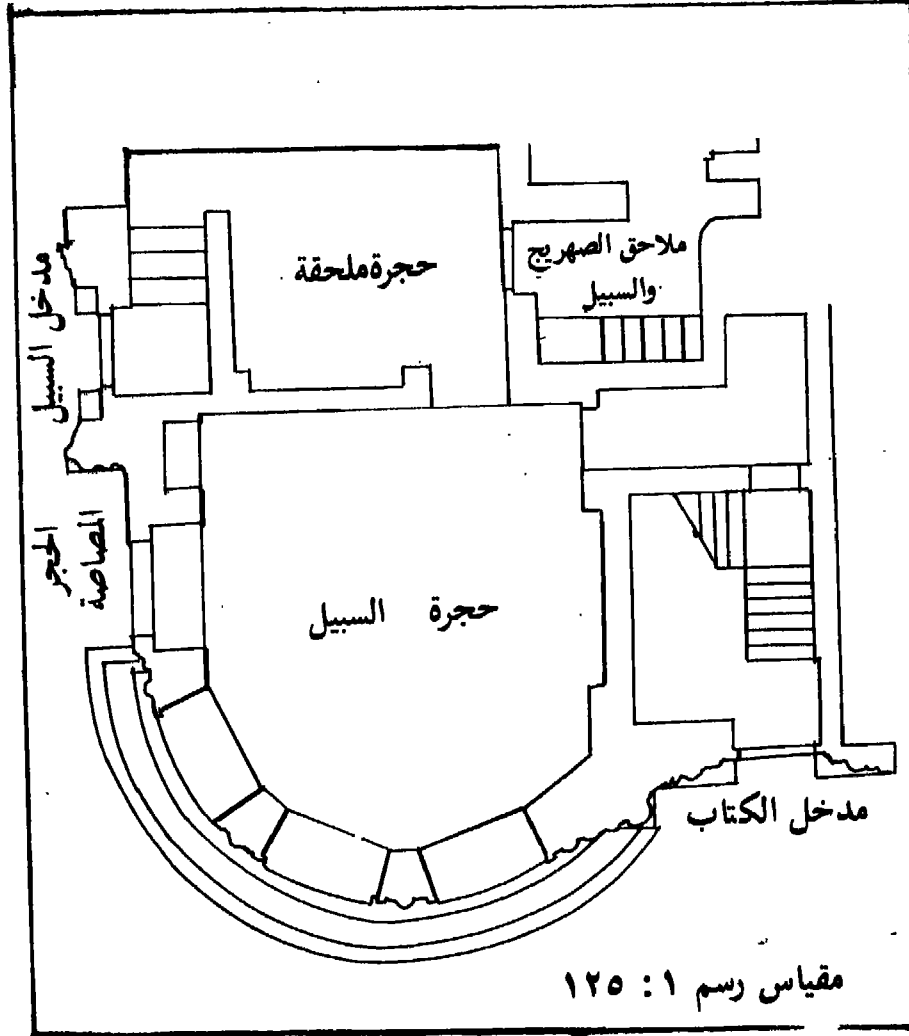 ملاحق الصهريج
والسبيل
حجرة ملحقة
مدخل السبيل
الحجر
المصاصة
حجرة السبيل
مدخل الكتاب
مقياس رسم ١ : ١٢٥